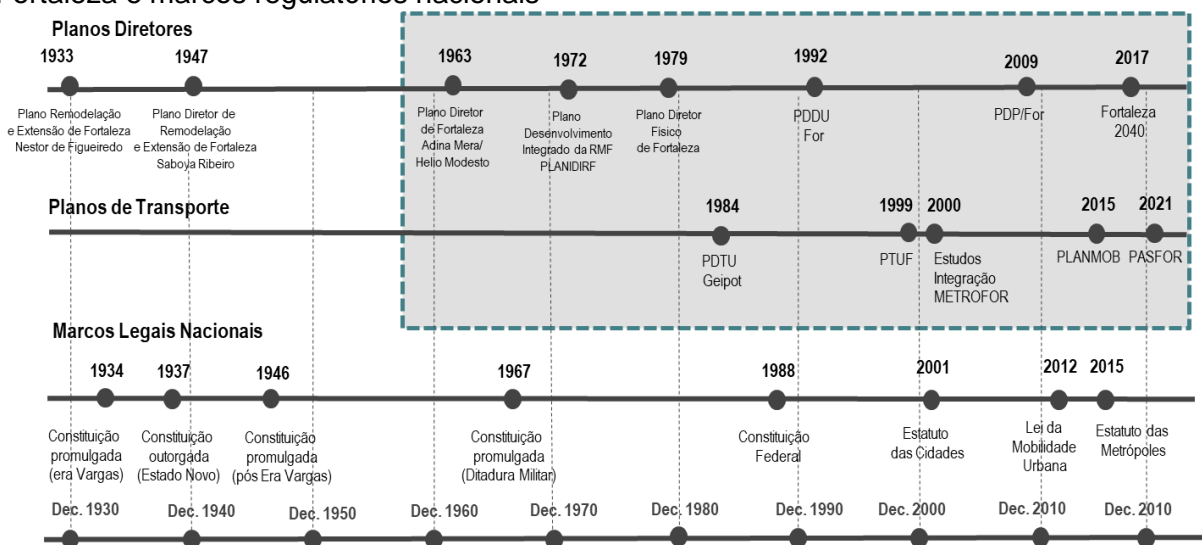 Fortaleza e marcos regulatórios nacionais
Planos Diretores
1933
1947
1963
1972
1979
1992
2009
2017
Plano Remodelação
e Extensão de Fortaleza
Nestor de Figueiredo
Plano Diretor de
Remodelação
e Extensão de Fortaleza
Saboya Ribeiro
Plano Diretor
de Fortaleza
Adina Mera/
Helio Modesto
Plano
Desenvolvimento
Integrado da RMF
PLANIDIRF
Plano Diretor
Fisico
de Fortaleza
PDDU
For
PDP/For
Fortaleza
2040
Planos de Transporte
1984
1999
2000
2015
2021
PDTU
Geipot
PTUF
Estudos
Integração
METROFOR
PLANMOB
PASFOR
Marcos Legais Nacionais
1934
1937
1946
1967
1988
2001
2012
2015
Constituição
promulgada
(era Vargas)
Constituição
outorgada
(Estado Novo)
Constituição
promulgada
(pós Era Vargas)
Constituição
promulgada
(Ditadura Militar)
Constituição
Federal
Estatuto
das Cidades
Lei da
Mobilidade
Urbana
Estatuto das
Metrópoles
Dec. 1930
Dec. 1940
Dec. 1950
Dec. 1960
Dec. 1970
Dec. 1980
Dec. 1990
Dec. 2000
Dec. 2010
Dec. 2010